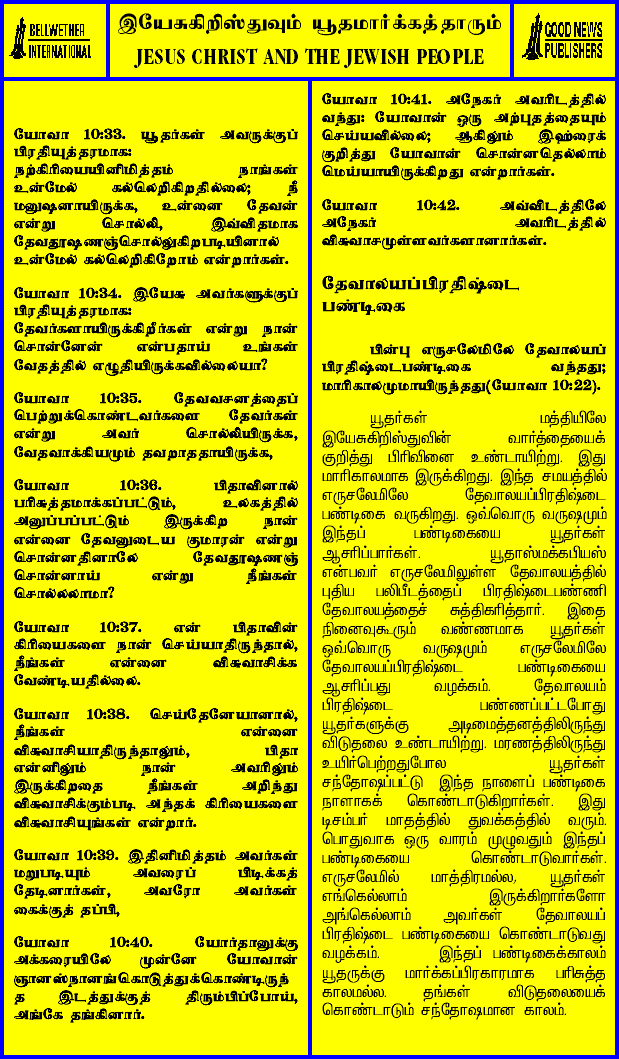 BELLWETHER
INTERNATIONAL
இயேசுகிறிஸ்துவும் யூதமார்க்கத்தாரும்
JESUS CHRIST AND THE JEWISH PEOPLE
GOOD NEWS
PUBLISHERS
யோவா 10:33. யூதர்கள் அவருக்குப்
பிரதியுத்தரமாக:
நற்கிரியையினிமித்தம் நாங்கள்
உன்மேல் கல்லெறிகிறதில்லை; நீ
மனுஷனாயிருக்க, உன்னை தேவன்
என்று சொல்லி, இவ்விதமாக
தேவதூஷணஞ்சொல்லுகிறபடியினால்
உன்மேல் கல்லெறிகிறோம் என்றார்கள்.
யோவா 10:34. இயேசு அவர்களுக்குப்
பிரதியுத்தரமாக:
தேவர்களாயிருக்கிறீர்கள் என்று நான்
சொன்னேன் என்பதாய் உங்கள்
வேதத்தில் எழுதியிருக்கவில்லையா?
யோவா 10:35. தேவவசனத்தைப்
பெற்றுக்கொண்டவர்களை தேவர்கள்
என்று அவர் சொல்லியிருக்க,
வேதவாக்கியமும் தவறாததாயிருக்க,
யோவா 10:36. பிதாவினால்
பரிசுத்தமாக்கப்பட்டும், உலகத்தில்
அனுப்பப்பட்டும் இருக்கிற நான்
என்னை தேவனுடைய குமாரன் என்று
சொன்னதினாலே தேவதூஷணஞ்
சொன்னாய் என்று நீங்கள்
சொல்லலாமா?
யோவா 10:37. என் பிதாவின்
கிரியைகளை நான் செய்யாதிருந்தால்,
நீங்கள் என்னை விசுவாசிக்க
வேண்டியதில்லை.
யோவா 10:38. செய்தேனேயானால்,
நீங்கள் என்னை
விசுவாசியாதிருந்தாலும், பிதா
என்னிலும் நான் அவரிலும்
இருக்கிறதை நீங்கள் அறிந்து
விசுவாசிக்கும்படி அந்தக் கிரியைகளை
விசுவாசியுங்கள் என்றார்.
யோவா 10:39. இதினிமித்தம் அவர்கள்
மறுபடியும் அவரைப் பிடிக்கத்
தேடினார்கள், அவரோ அவர்கள்
கைக்குத் தப்பி,
யோவா 10:40. யோர்தானுக்கு
அக்கரையிலே முன்னே யோவான்
ஞானஸ்நானங்கொடுத்துக்கொண்டிருந்
த இடத்துக்குத் திரும்பிப்போய்,
அங்கே தங்கினார்.
யோவா 10:41. அநேகர் அவரிடத்தில்
வந்து: யோவான் ஒரு அற்புதத்தையும்
செய்யவில்லை; ஆகிலும் இவரைக்
குறித்து யோவான் சொன்னதெல்லாம்
மெய்யாயிருக்கிறது என்றார்கள்.
யோவா 10:42. அவ்விடத்திலே
அநேகர் அவரிடத்தில்
விசுவாசமுள்ளவர்களானார்கள்.
தேவாலயப்பிரதிஷ்டை
பண்டிகை
பின்பு எருசலேமிலே தேவாலயப்
பிரதிஷ்டைபண்டிகை வந்தது;
மாரிகாலமுமாயிருந்தது(யோவா 10:22).
யூதர்கள் மத்தியிலே
இயேசுகிறிஸ்துவின் வார்த்தையைக்
குறித்து பிரிவினை உண்டாயிற்று. இது
மாரிகாலமாக இருக்கிறது. இந்த சமயத்தில்
எருசலேமிலே தேவாலயப்பிரதிஷ்டை
பண்டிகை வருகிறது. ஒவ்வொரு வருஷமும்
இந்தப் பண்டிகையை யூதர்கள்
ஆசரிப்பார்கள். யூதாஸ்மக்கபியஸ்
என்பவர் எருசலேமிலுள்ள தேவாலயத்தில்
புதிய பலிபீடத்தைப் பிரதிஷ்டைபண்ணி
தேவாலயத்தைச் சுத்திகரித்தார். இதை
நினைவுகூரும் வண்ணமாக யூதர்கள்
ஒவ்வொரு வருஷமும் எருசலேமிலே
தேவாலயப்பிரதிஷ்டை பண்டிகையை
ஆசரிப்பது வழக்கம். தேவாலயம்
பிரதிஷ்டை பண்ணப்பட்டபோது
யூதர்களுக்கு அடிமைத்தனத்திலிருந்து
விடுதலை உண்டாயிற்று. மரணத்திலிருந்து
உயிர்பெற்றதுபோல யூதர்கள்
சந்தோஷப்பட்டு இந்த நாளைப் பண்டிகை
நாளாகக் கொண்டாடுகிறார்கள். இது
டிசம்பர் மாதத்தில் துவக்கத்தில் வரும்.
பொதுவாக ஒரு வாரம் முழுவதும் இந்தப்
பண்டிகையை கொண்டாடுவார்கள்.
எருசலேமில் மாத்திரமல்ல, யூதர்கள்
எங்கெல்லாம் இருக்கிறார்களோ
அங்கெல்லாம் அவர்கள் தேவாலயப்
பிரதிஷ்டை பண்டிகையை கொண்டாடுவது
வழக்கம். இந்தப் பண்டிகைக்காலம்
யூதருக்கு மார்க்கப்பிரகாரமாக பரிசுத்த
காலமல்ல. தங்கள் விடுதலையைக்
கொண்டாடும் சந்தோஷமான காலம்.